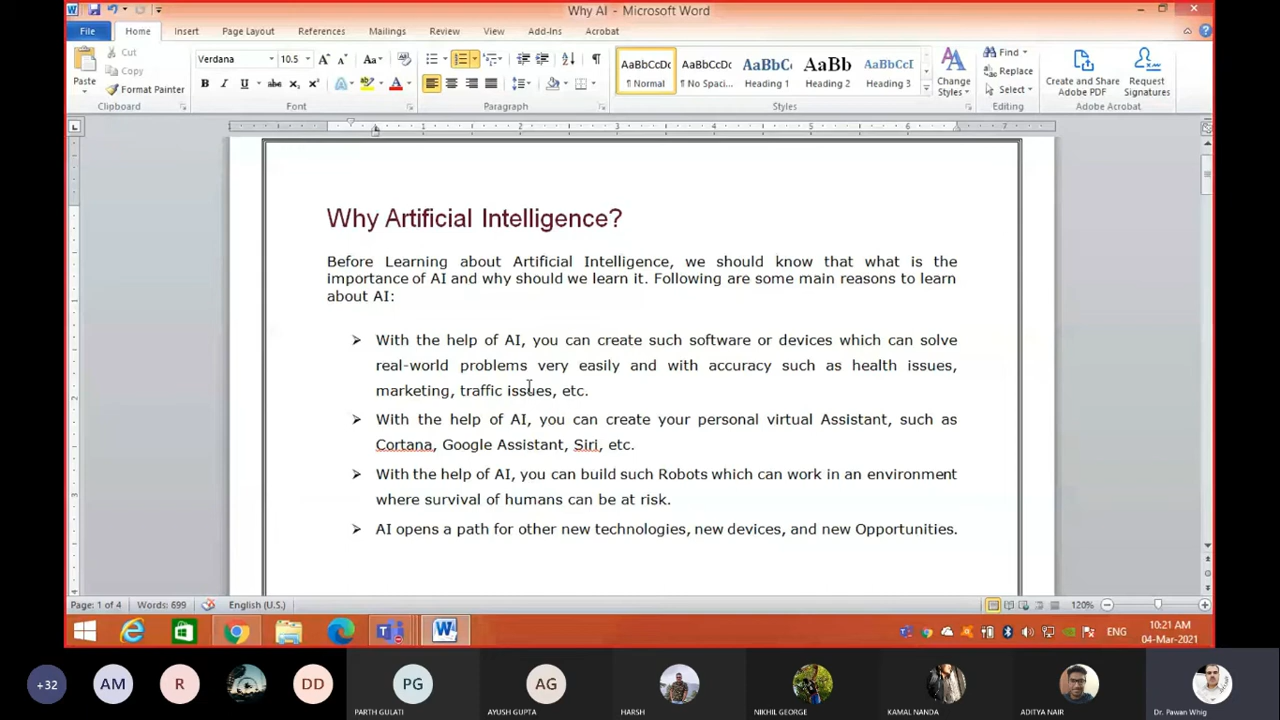 Why AI - Microsoft Word
File Home Insert Page Layout References Mailings Review View Add-Ins Acrobat
Cut
Copy
Format Painter
Paste
Clipboard
Verdana 10.5
Font
Paragraph
AaBbCcDc AaBbCcDc AaBbC AaBb AaBbCcI
¶ Normal ¶ No Spaci... Heading 1 Heading 2 Heading 3
Change Styles
Styles
Find
Replace
Select
Editing
Create and Share Adobe PDF
Request Signatures
Adobe Acrobat
1 2 3 4 5 6 7
Why Artificial Intelligence?
Before Learning about Artificial Intelligence, we should know that what is the
importance of AI and why should we learn it. Following are some main reasons to learn
about AI:
➢ With the help of AI, you can create such software or devices which can solve
real-world problems very easily and with accuracy such as health issues,
marketing, traffic issues, etc.
➢ With the help of AI, you can create your personal virtual Assistant, such as
Cortana, Google Assistant, Siri, etc.
➢ With the help of AI, you can build such Robots which can work in an environment
where survival of humans can be at risk.
➢ AI opens a path for other new technologies, new devices, and new Opportunities.
Page: 1 of 4 Words: 699 English (U.S.) 120%
ENG 10:21 AM
04-Mar-2021
+32 AM R DD PG AG
PARTH GULATI AYUSH GUPTA HARSH NIKHIL GEORGE KAMAL NANDA ADITYA NAIR Dr. Pawan Whig